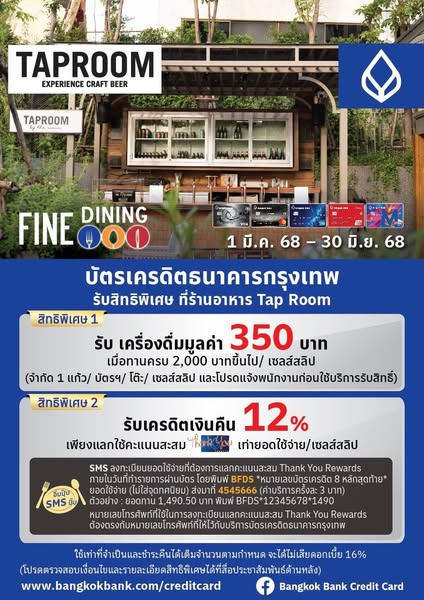 TAPROOM
EXPERIENCE CRAFT BEER
TAPROOM
FINE DINING
1 มี.ค. 68 – 30 มิ.ย. 68
บัตรเครดิตธนาคารกรุงเทพ
รับสิทธิพิเศษ ที่ร้านอาหาร Tap Room
สิทธิพิเศษ 1
รับ เครื่องดื่มมูลค่า 350 บาท
เมื่อทานครบ 2,000 บาทขึ้นไป/ เซลส์สลิป
(จำกัด 1 แก้ว/ บัตรฯ/ โต๊ะ/ เซลส์สลิป และโปรดแจ้งพนักงานก่อนใช้บริการรับสิทธิ์)
สิทธิพิเศษ 2
รับเครดิตเงินคืน 12%
เพียงแลกใช้คะแนนสะสม Thank You เท่ายอดใช้จ่าย/เซลส์สลิป
SMS ลงทะเบียนยอดใช้จ่ายที่ต้องการแลกคะแนนสะสม Thank You Rewards
ภายในวันที่ทำรายการผ่านบัตร โดยพิมพ์ BFDS *หมายเลขบัตรเครดิต 8 หลักสุดท้าย*
ยอดใช้จ่าย (ไม่ใส่จุดทศนิยม) ส่งมาที่ 4545666 (ค่าบริการครั้งละ 3 บาท)
ตัวอย่าง : ยอดทาน 1,490.50 บาท พิมพ์ BFDS*12345678*1490
หมายเลขโทรศัพท์ที่ใช้ในการลงทะเบียนแลกคะแนนสะสม Thank You Rewards
ต้องตรงกับหมายเลขโทรศัพท์ที่ให้ไว้กับบริการบัตรเครดิตธนาคารกรุงเทพ
SMS
ใช้เท่าที่จำเป็นและชำระคืนได้เต็มจำนวนตามกำหนด จะได้ไม่เสียดอกเบี้ย 16%
(โปรดตรวจสอบเงื่อนไขและรายละเอียดสิทธิพิเศษได้ที่สื่อประชาสัมพันธ์ด้านหลัง)
www.bangkokbank.com/creditcard
Bangkok Bank Credit Card